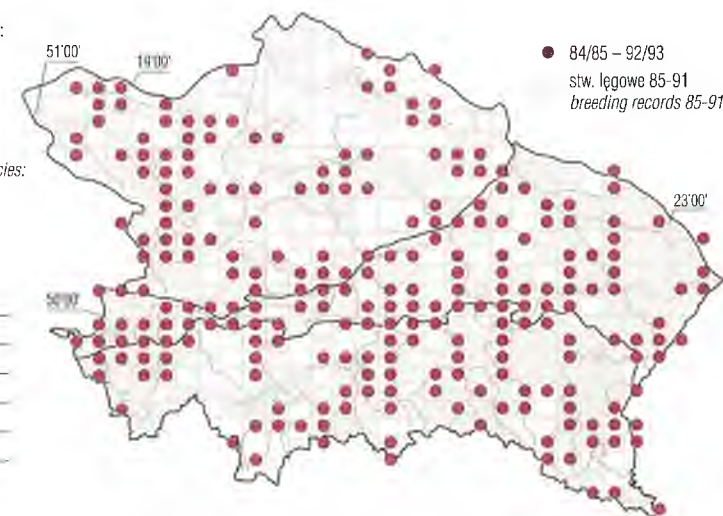 :
51'00'
19'00'
84/85 – 92/93
stw. lęgowe 85-91
breeding records 85-91
cies:
23'00'
50'00'